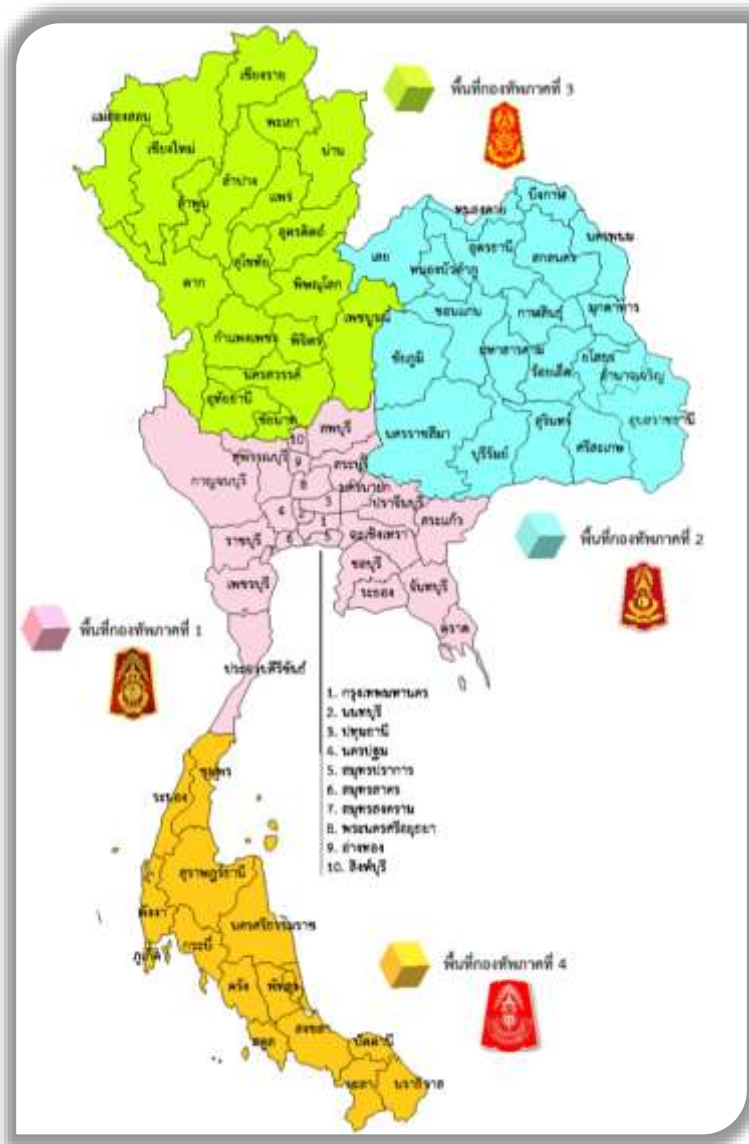 เชียงราย
พื้นที่กองทัพภาคที่ 3
แม่ฮ่องสอน
พะเยา
เชียงใหม่
น่าน
ลำปาง
แพร่
ลำพูน
อุตรดิตถ์
สุโขทัย
ตาก
พิษณุโลก
เพชรบูรณ์
กำแพงเพชร
พิจิตร
นครสวรรค์
อุทัยธานี
ชัยนาท
บึงกาฬ
หนองคาย
นครพนม
เลย
อุดรธานี
หนองบัวลำภู
สกลนคร
ขอนแก่น
กาฬสินธุ์
มุกดาหาร
ชัยภูมิ
มหาสารคาม
ร้อยเอ็ด
ยโสธร
อำนาจเจริญ
นครราชสีมา
บุรีรัมย์
สุรินทร์
ศรีสะเกษ
อุบลราชธานี
พื้นที่กองทัพภาคที่ 2
ลพบุรี
10
สุพรรณบุรี
9
สระบุรี
กาญจนบุรี
8
นครนายก
3
ปราจีนบุรี
4
2
1
สระแก้ว
ราชบุรี
6
5
ฉะเชิงเทรา
ชลบุรี
เพชรบุรี
ระยอง
จันทบุรี
ตราด
พื้นที่กองทัพภาคที่ 1
ประจวบคีรีขันธ์
1. กรุงเทพมหานคร
2. นนทบุรี
3. ปทุมธานี
4. นครปฐม
5. สมุทรปราการ
6. สมุทรสาคร
7. สมุทรสงคราม
8. พระนครศรีอยุธยา
9. อ่างทอง
10. สิงห์บุรี
ชุมพร
ระนอง
สุราษฎร์ธานี
พังงา
นครศรีธรรมราช
ภูเก็ต
กระบี่
พื้นที่กองทัพภาคที่ 4
ตรัง
พัทลุง
สงขลา
สตูล
ปัตตานี
ยะลา
นราธิวาส